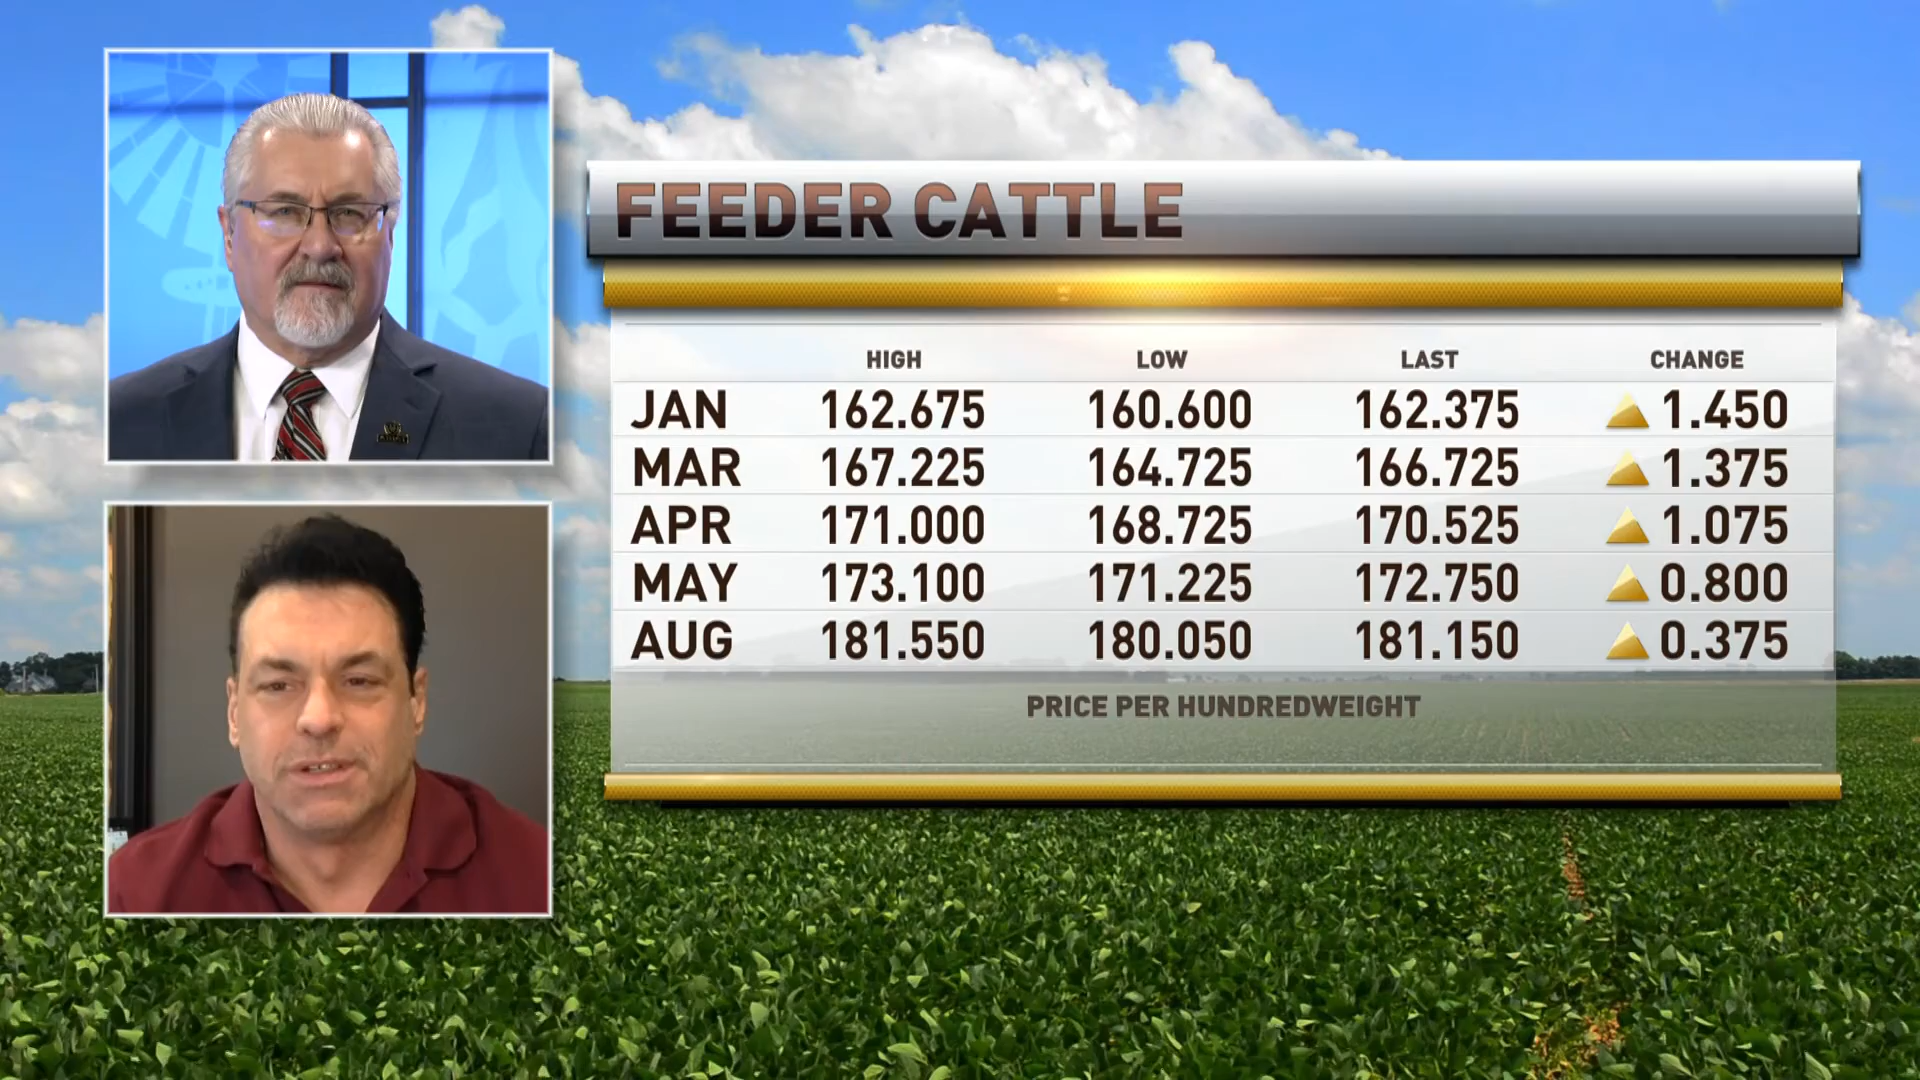 FEEDER CATTLE
HIGH LOW LAST CHANGE
JAN 162.675 160.600 162.375 1.450
MAR 167.225 164.725 166.725 1.375
APR 171.000 168.725 170.525 1.075
MAY 173.100 171.225 172.750 0.800
AUG 181.550 180.050 181.150 0.375
PRICE PER HUNDREDWEIGHT